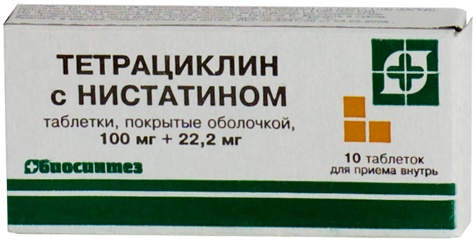 ТЕТРАЦИКЛИН
с НИСТАТИНОМ
таблетки, покрытые оболочкой,
100 мг + 22,2 мг
10 таблеток
для приема внутрь
биосинтез